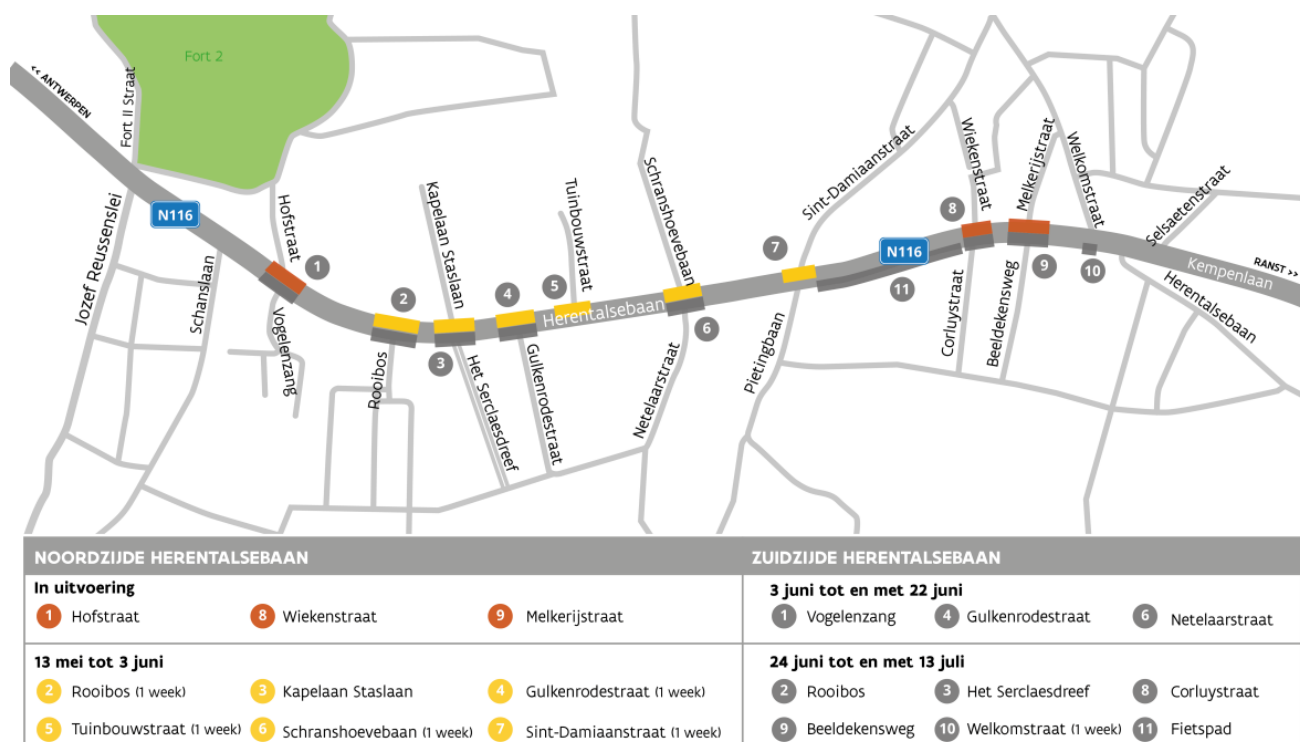 Fort 2
<< ANTWERPEN
Fort II Straat
N116
Jozef Reussenslei
Schanslaan
Hofstraat
1
Vogelenzang
2
Rooibos
Kapelaan Staslaan
3
Het Serclaesdreef
4
Gulkenrodestraat
5
Tuinbouwstraat
Herentalsebaan
Schranshoevebaan
6
Netelaarstraat
7
Sint-Damiaanstraat
Pietingbaan
N116
11
8
Wiekenstraat
Corluystraat
Melkerijstraat
Beeldekensweg
9
Welkomstraat
10
Selsaetenstraat
Kempenlaan
RANST >>
Herentalsebaan
NOORDZIJDE HERENTALSEBAAN
In uitvoering
1 Hofstraat 8 Wiekenstraat 9 Melkerijstraat
13 mei tot 3 juni
2 Rooibos (1 week) 3 Kapelaan Staslaan 4 Gulkenrodestraat (1 week)
5 Tuinbouwstraat (1 week) 6 Schranshoevebaan (1 week) 7 Sint-Damiaanstraat (1 week)
ZUIDZIJDE HERENTALSEBAAN
3 juni tot en met 22 juni
1 Vogelenzang 4 Gulkenrodestraat 6 Netelaarstraat
24 juni tot en met 13 juli
2 Rooibos 3 Het Serclaesdreef 8 Corluystraat
9 Beeldekensweg 10 Welkomstraat (1 week) 11 Fietspad